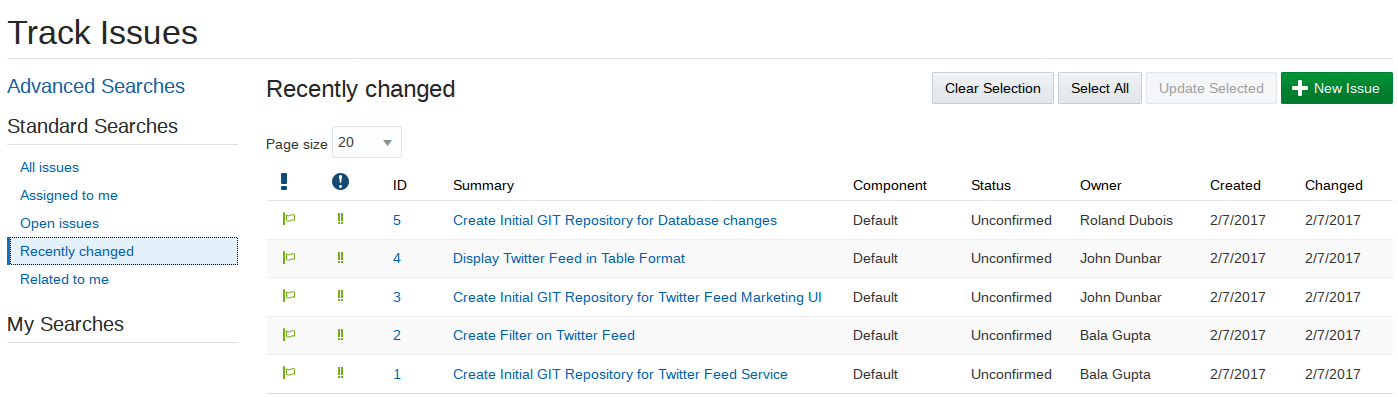 Track Issues
Advanced Searches
Standard Searches
All issues
Assigned to me
Open issues
Recently changed
Related to me
My Searches
Recently changed
Clear Selection Select All Update Selected New Issue
Page size 20
ID Summary Component Status Owner Created Changed
5 Create Initial GIT Repository for Database changes Default Unconfirmed Roland Dubois 2/7/2017 2/7/2017
4 Display Twitter Feed in Table Format Default Unconfirmed John Dunbar 2/7/2017 2/7/2017
3 Create Initial GIT Repository for Twitter Feed Marketing UI Default Unconfirmed John Dunbar 2/7/2017 2/7/2017
2 Create Filter on Twitter Feed Default Unconfirmed Bala Gupta 2/7/2017 2/7/2017
1 Create Initial GIT Repository for Twitter Feed Service Default Unconfirmed Bala Gupta 2/7/2017 2/7/2017